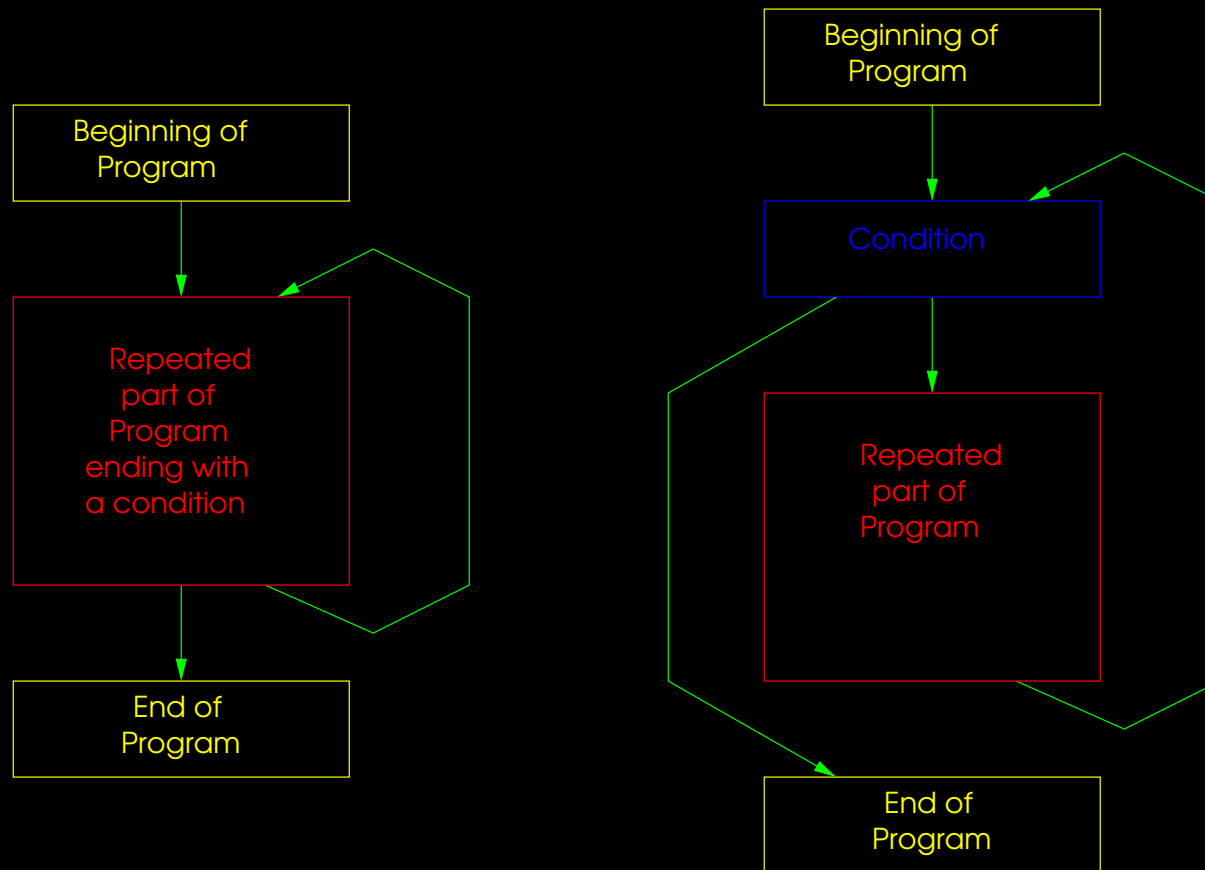 Beginning of
Program
Repeated
part of
Program
ending with
a condition
End of
Program
Beginning of
Program
Condition
Repeated
part of
Program
End of
Program